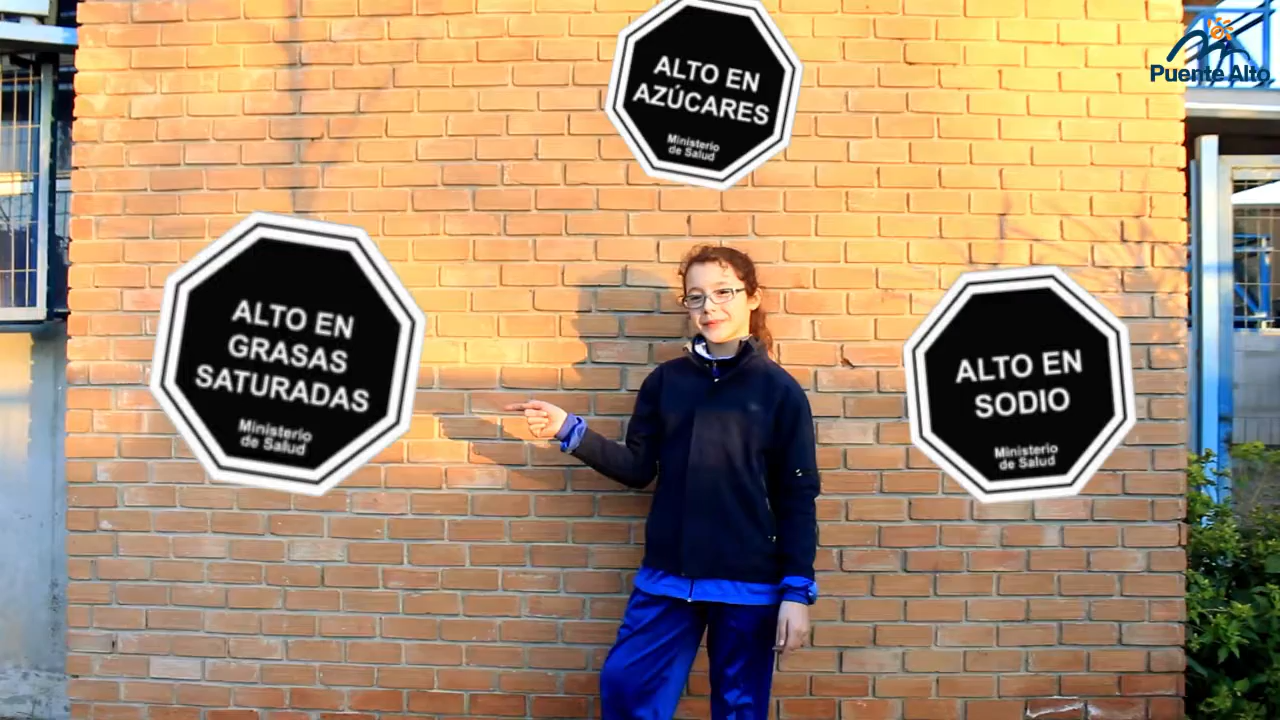 ALTO EN
AZÚCARES
Ministerio
de Salud
Puente Alto
ALTO EN
GRASAS
SATURADAS
Ministerio
de Salud
ALTO EN
SODIO
Ministerio
de Salud